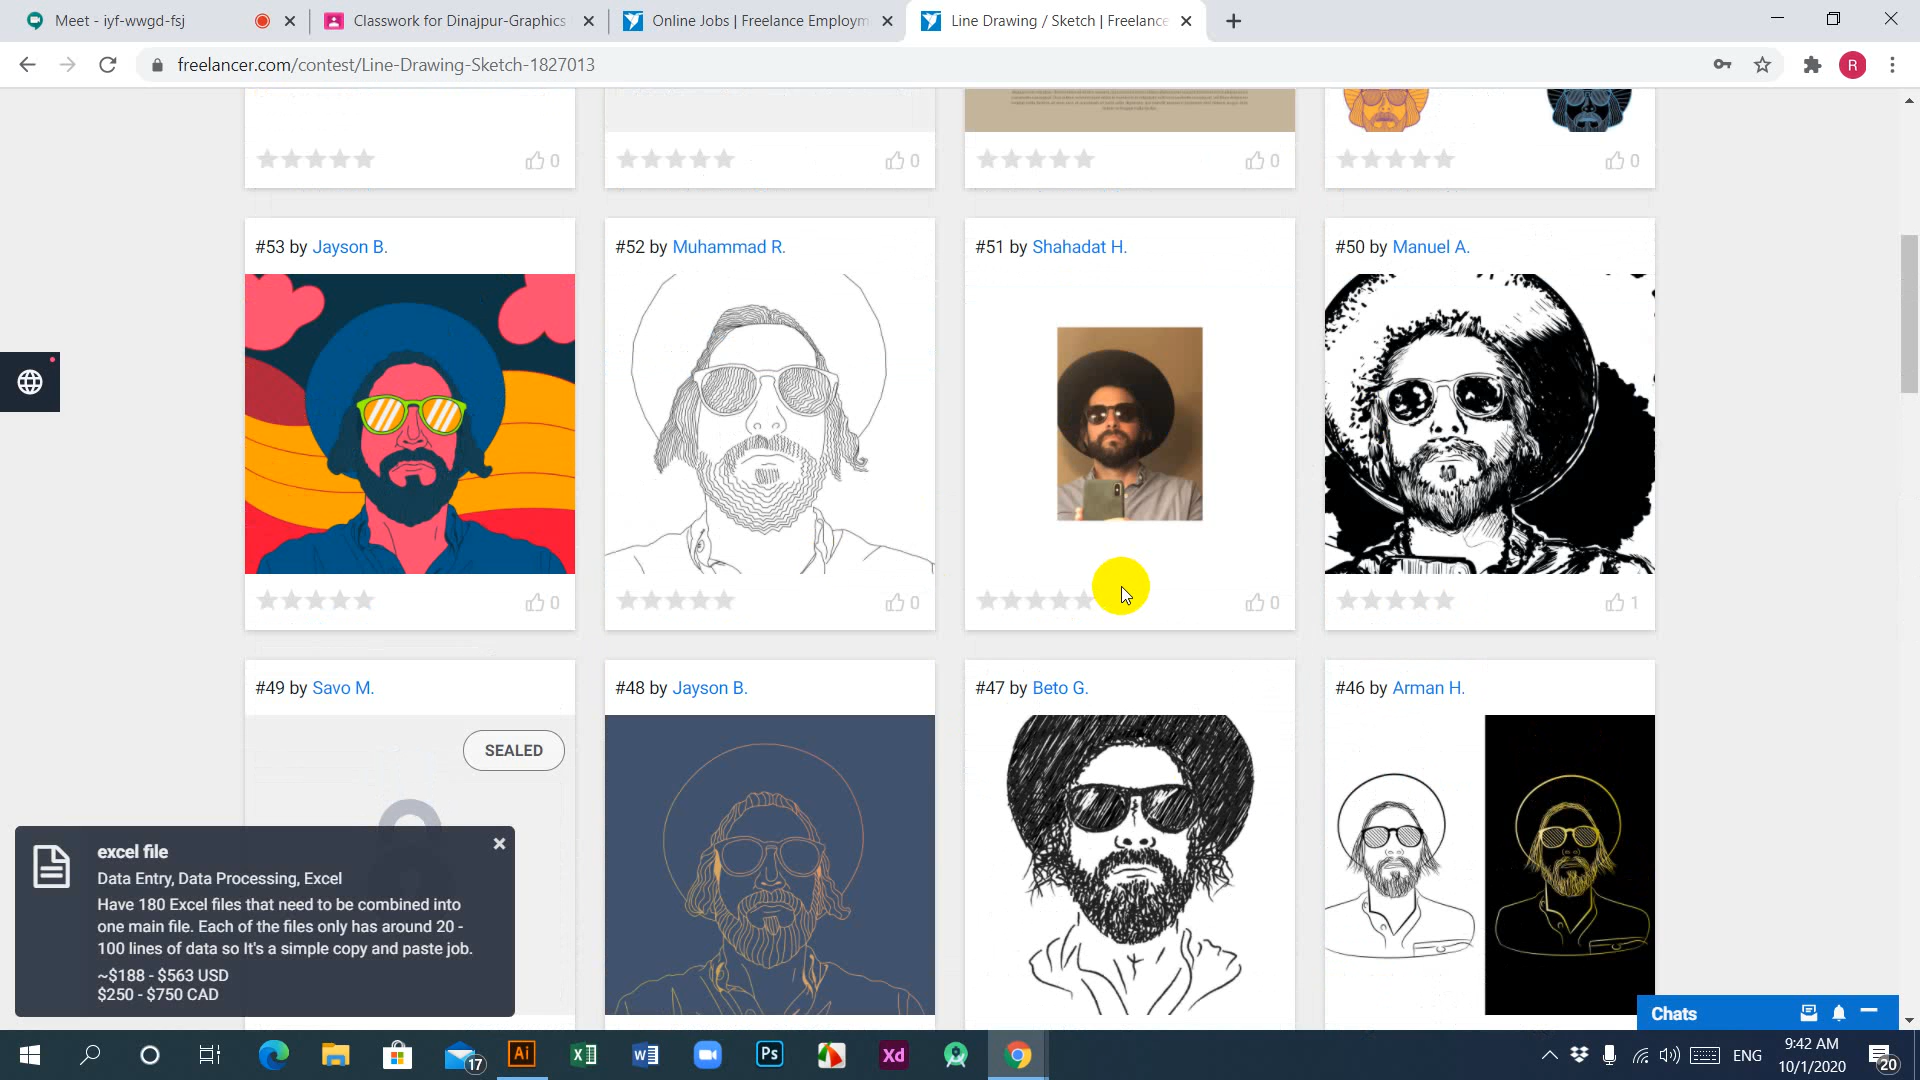 Meet - iyf-wwgd-fsj
Classwork for Dinajpur-Graphics
Online Jobs | Freelance Employm
Line Drawing / Sketch | Freelance
freelancer.com/contest/Line-Drawing-Sketch-1827013
R
0
0
0
0
#53 by Jayson B.
#52 by Muhammad R.
#51 by Shahadat H.
#50 by Manuel A.
0
0
0
1
#49 by Savo M.
#48 by Jayson B.
#47 by Beto G.
#46 by Arman H.
SEALED
excel file
Data Entry, Data Processing, Excel
Have 180 Excel files that need to be combined into
one main file. Each of the files only has around 20 -
100 lines of data so It's a simple copy and paste job.
~$188 - $563 USD
$250 - $750 CAD
Chats
17
Ai
Ps
Xd
ENG
9:42 AM
10/1/2020
20